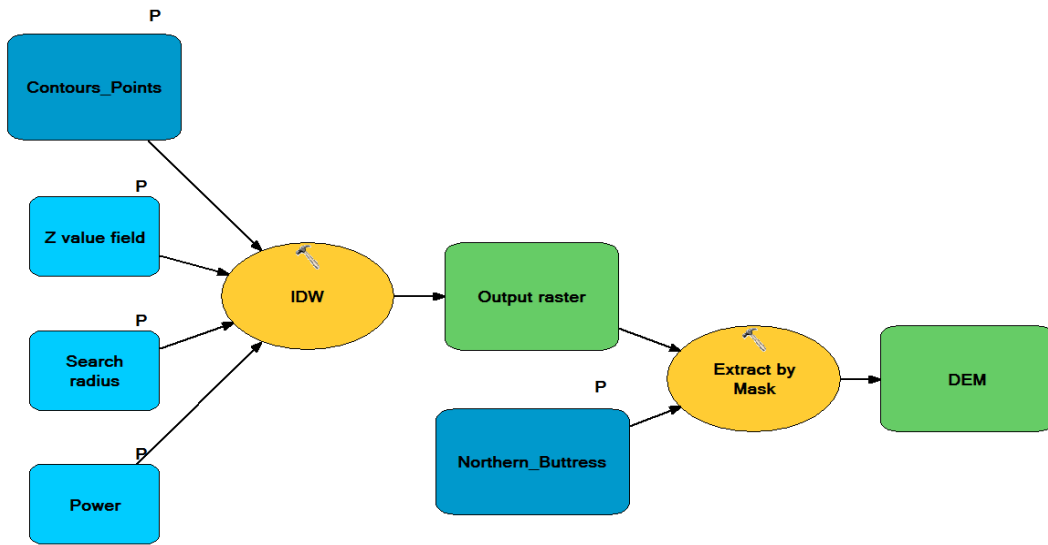 P
Contours_Points
P
Z value field
IDW
Output raster
P
Search
radius
Extract by
Mask
DEM
P
Northern_Buttress
P
Power